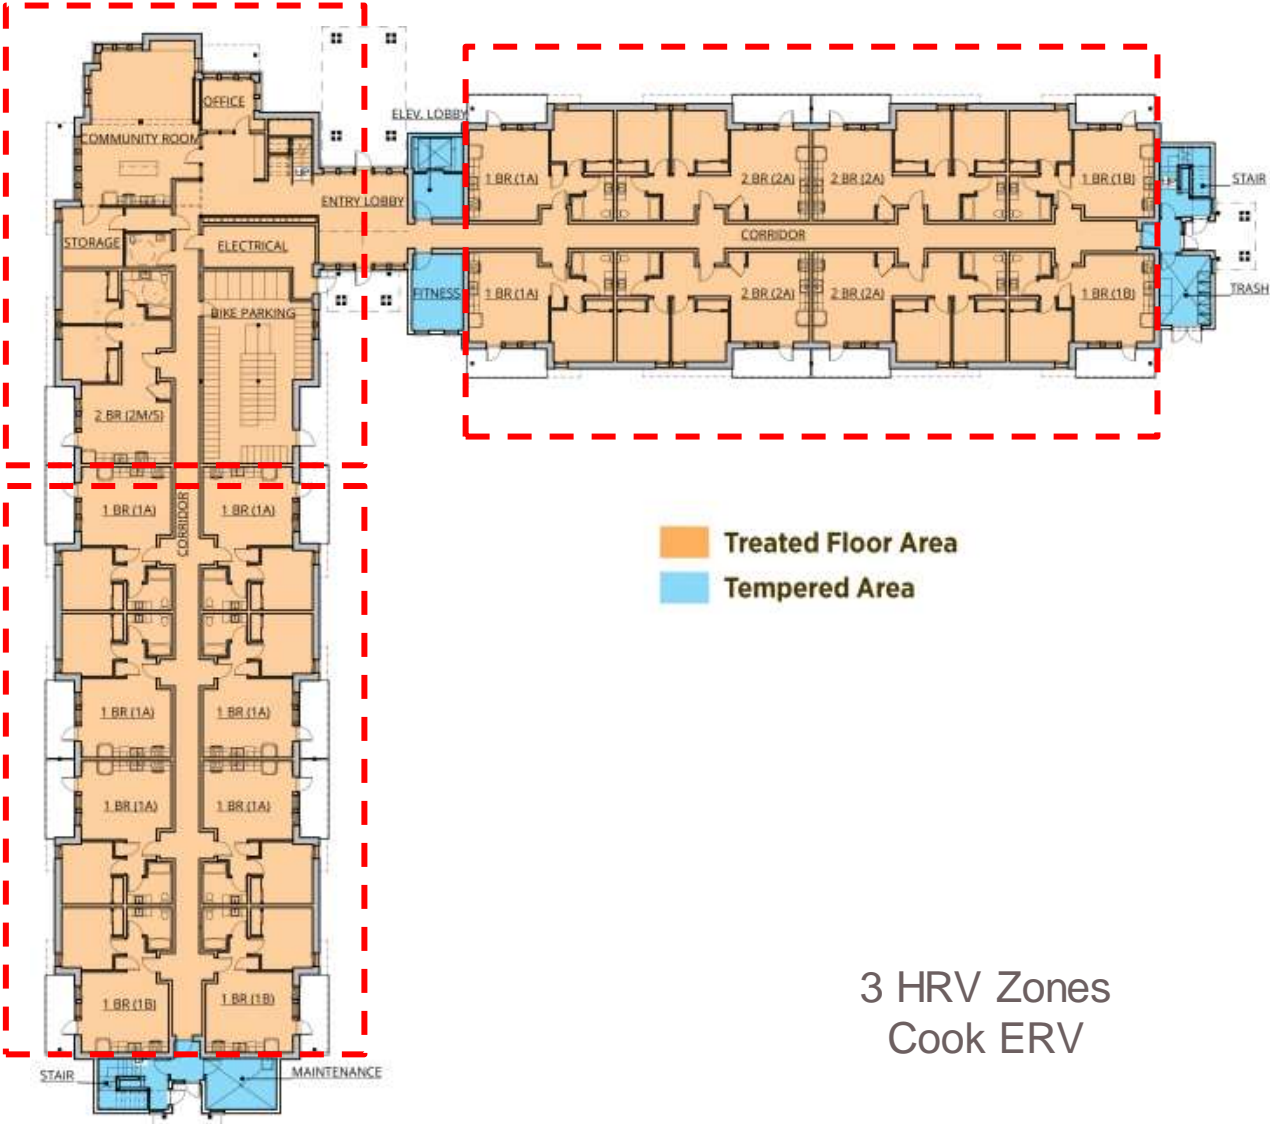 OFFICE
ELEV. LOBBY
COMMUNITY ROOM
UP
1 BR (1A)
2 BR (2A)
2 BR (2A)
1 BR (1B)
STAIR
ENTRY LOBBY
STORAGE
ELECTRICAL
CORRIDOR
FITNESS
1 BR (1A)
2 BR (2A)
2 BR (2A)
1 BR (1B)
TRASH
BIKE PARKING
2 BR (2M/S)
1 BR (1A)
CORRIDOR
1 BR (1A)
Treated Floor Area
Tempered Area
1 BR (1A)
1 BR (1A)
1 BR (1A)
1 BR (1A)
1 BR (1B)
1 BR (1B)
3 HRV Zones
Cook ERV
STAIR
MAINTENANCE